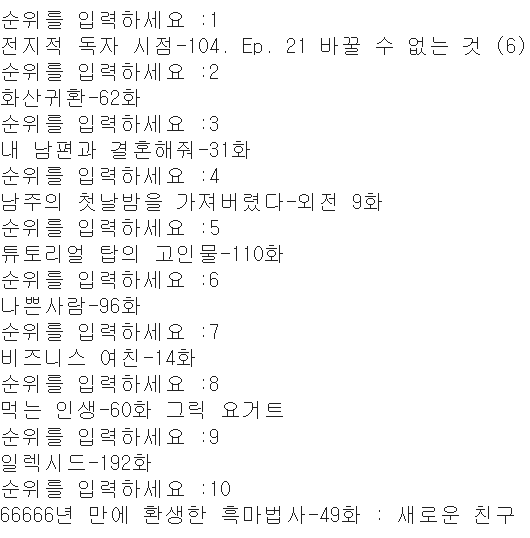 순위를 입력하세요 :1
전지적 독자 시점-104. Ep. 21 바꿀 수 없는 것 (6)
순위를 입력하세요 :2
화산귀환-62화
순위를 입력하세요 :3
내 남편과 결혼해줘-31화
순위를 입력하세요 :4
남주의 첫날밤을 가져버렸다-외전 9화
순위를 입력하세요 :5
튜토리얼 탑의 고인물-110화
순위를 입력하세요 :6
나쁜사람-96화
순위를 입력하세요 :7
비즈니스 여친-14화
순위를 입력하세요 :8
먹는 인생-60화 그릭 요거트
순위를 입력하세요 :9
일렉시드-192화
순위를 입력하세요 :10
66666년 만에 환생한 흑마법사-49화 : 새로운 친구